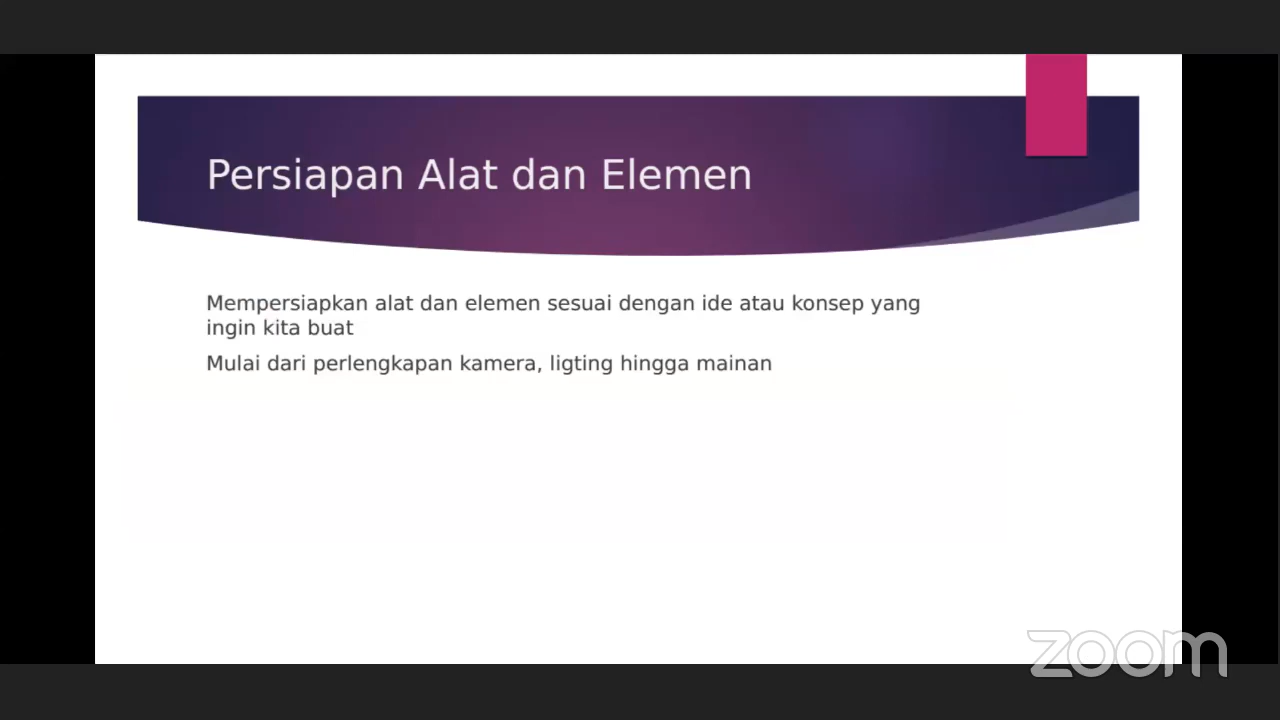 Persiapan Alat dan Elemen
Mempersiapkan alat dan elemen sesuai dengan ide atau konsep yang
ingin kita buat
Mulai dari perlengkapan kamera, ligting hingga mainan
zoom